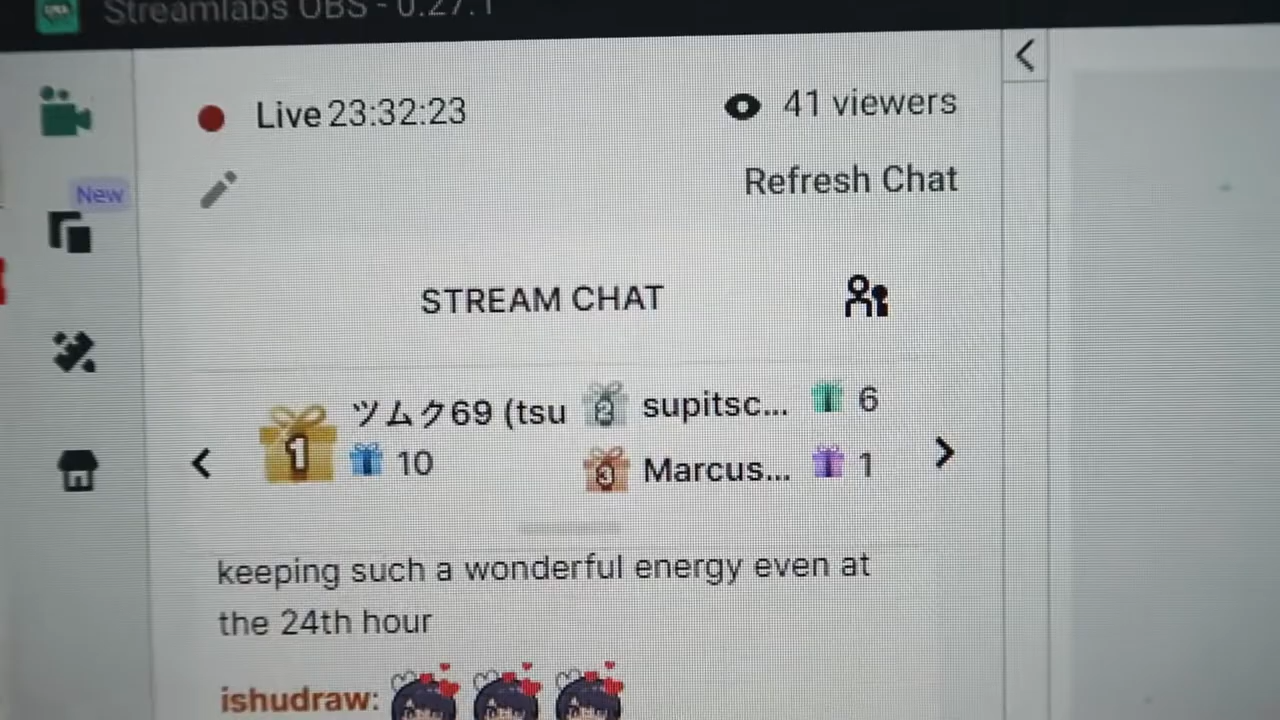 Streamlabs OBS - 0.27.1
Live 23:32:23
41 viewers
New
Refresh Chat
STREAM CHAT
1 ツムク69 (tsu
10
2 supitsc... 6
3 Marcus... 1
keeping such a wonderful energy even at
the 24th hour
ishudraw: